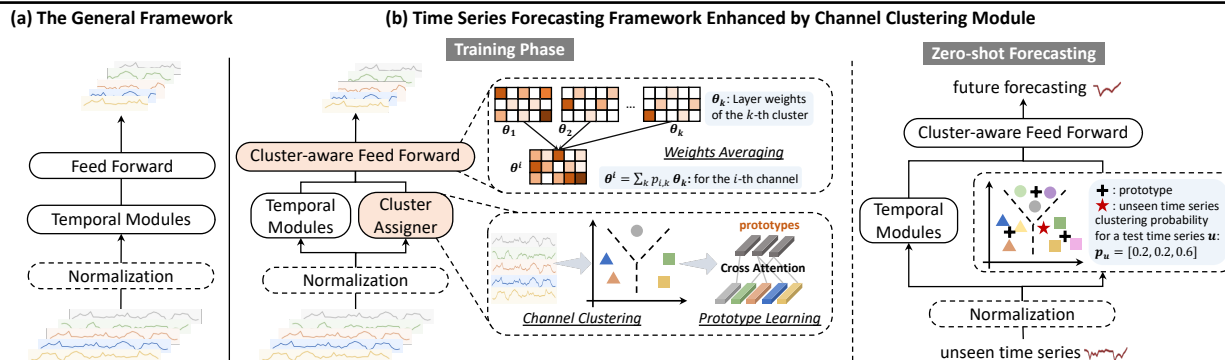 (a) The General Framework
Feed Forward
Temporal Modules
Normalization
(b) Time Series Forecasting Framework Enhanced by Channel Clustering Module
Training Phase
Cluster-aware Feed Forward
Temporal
Modules
Cluster
Assigner
Normalization
...
θ1 θ2 θk
θk: Layer weights
of the k-th cluster
Weights Averaging
θ^i
θ^i = ∑k p_i,k θk: for the i-th channel
prototypes
Cross Attention
Channel Clustering
Prototype Learning
Zero-shot Forecasting
future forecasting
Cluster-aware Feed Forward
Temporal
Modules
: prototype
: unseen time series
clustering probability
for a test time series u:
p_u = [0.2, 0.2, 0.6]
Normalization
unseen time series